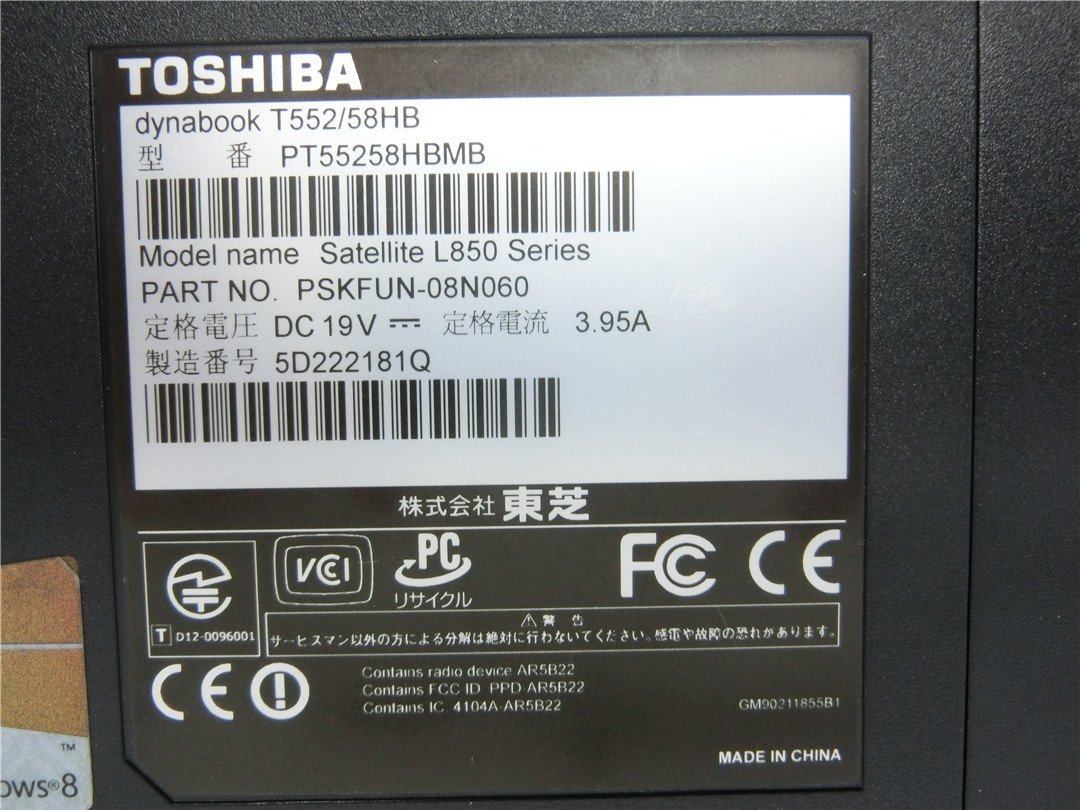 TOSHIBA
dynabook T552/58HB
型 番 PT55258HBMB
Model name Satellite L850 Series
PART NO. PSKFUN-08N060
定格電圧 DC 19V 定格電流 3.95A
製造番号 5D222181Q
株式会社 東芝
VCCI
PC
リサイクル
FC CE
T D12-0096001
⚠ 警 告
サービスマン以外の方による分解は絶対に行わないでください。感電や故障の恐れがあります。
CE
Contains radio device AR5B22
Contains FCC ID PPD-AR5B22
Contains IC. 4104A-AR5B22
GM90211855B1
MADE IN CHINA
TM
ows®8